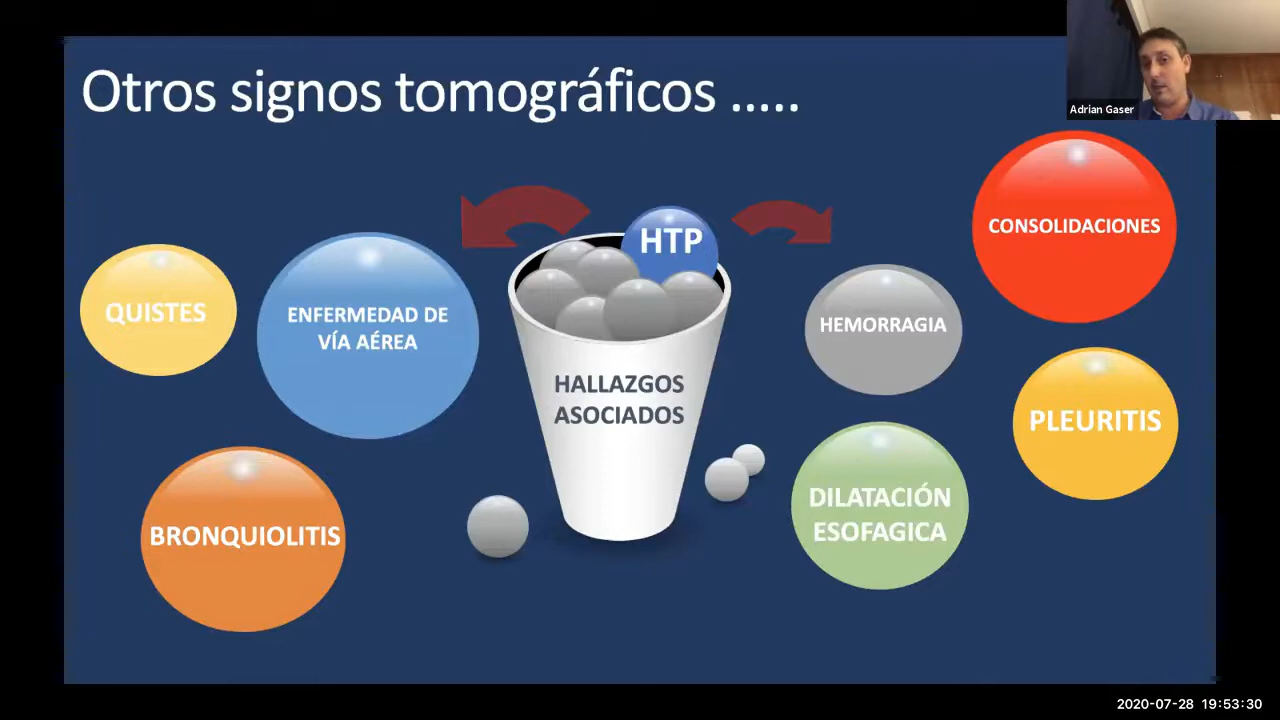 Otros signos tomográficos .....
Adrian Gaser
HTP
CONSOLIDACIONES
QUISTES
ENFERMEDAD DE
VÍA AÉREA
HEMORRAGIA
HALLAZGOS
ASOCIADOS
PLEURITIS
BRONQUIOLITIS
DILATACIÓN
ESOFAGICA
2020-07-28 19:53:30